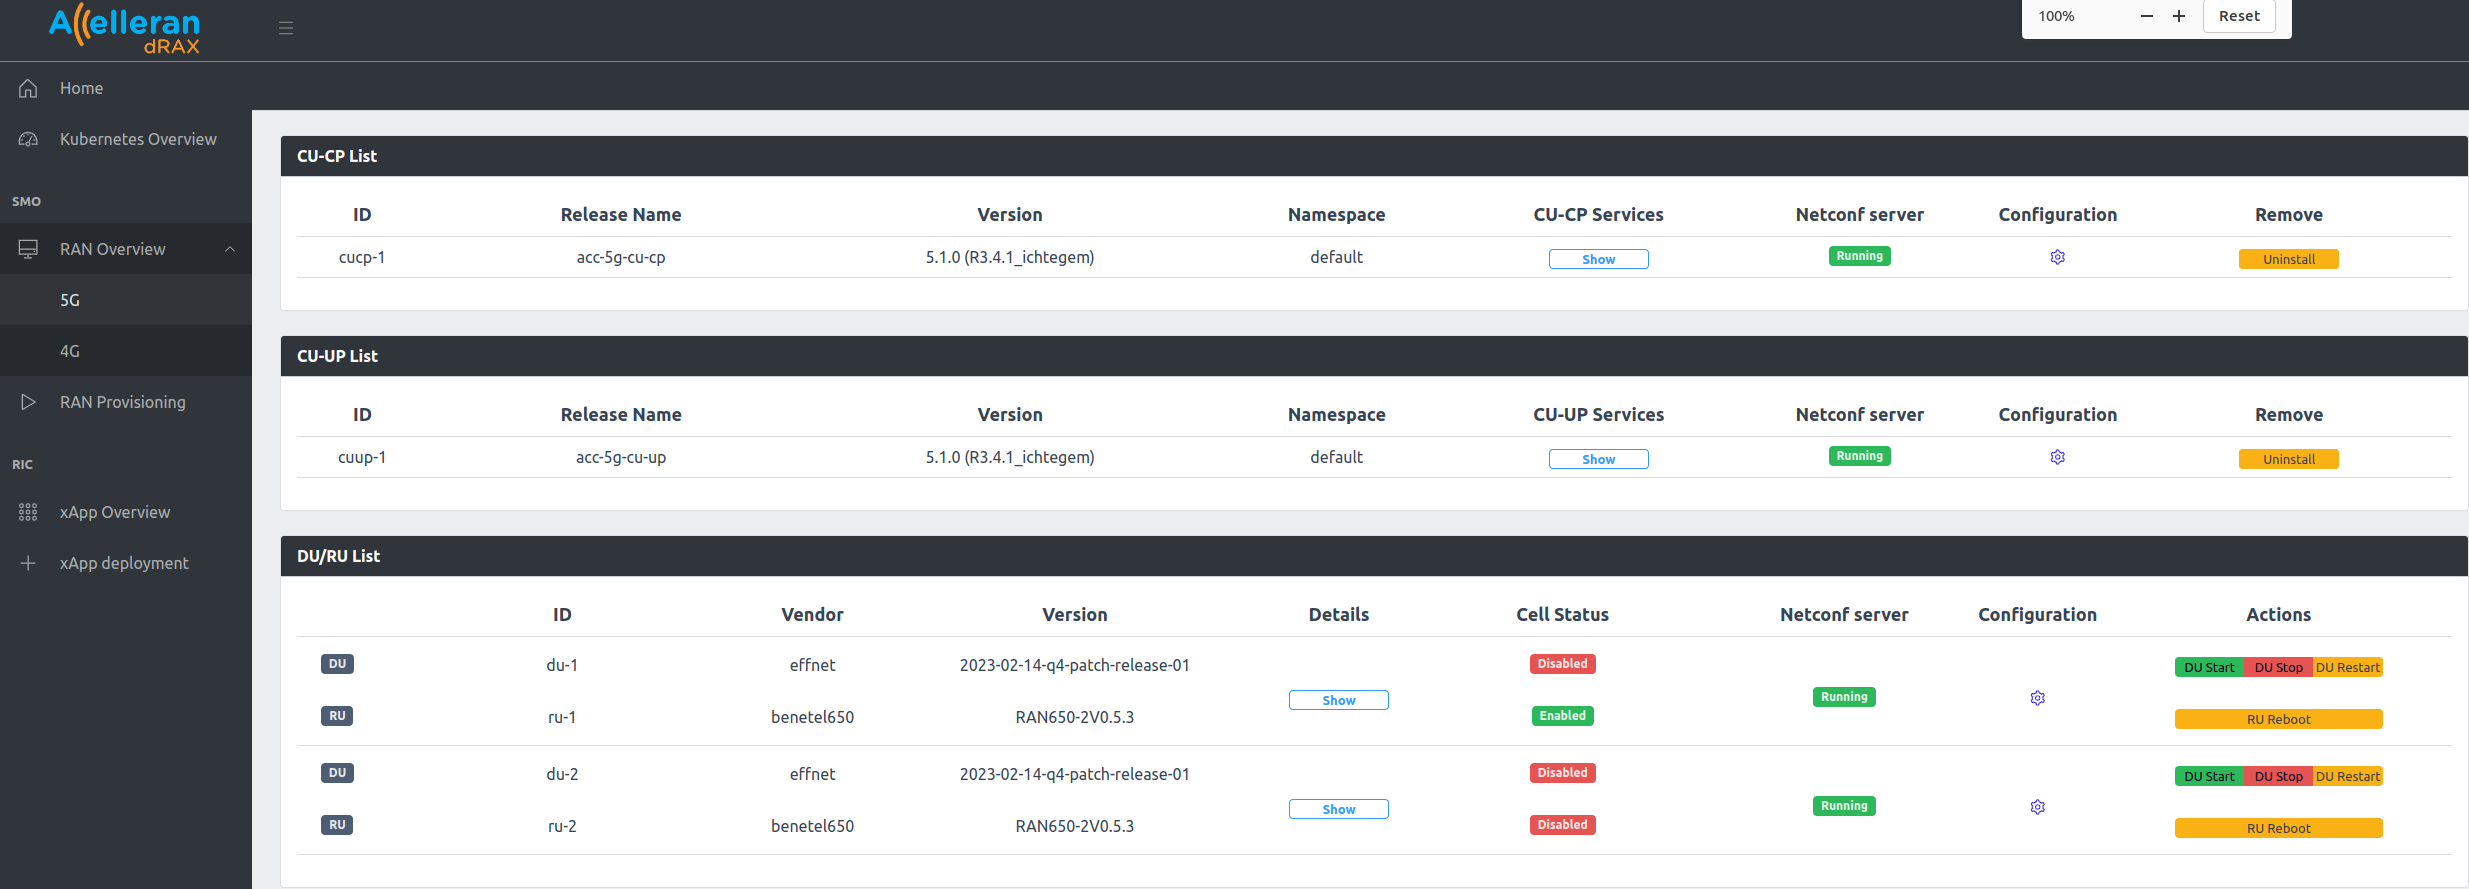 Accelleran
dRAX
100%
Reset
Home
Kubernetes Overview
SMO
RAN Overview
5G
4G
RAN Provisioning
RIC
xApp Overview
xApp deployment
CU-CP List
ID Release Name Version Namespace CU-CP Services Netconf server Configuration Remove
cucp-1 acc-5g-cu-cp 5.1.0 (R3.4.1_ichtegem) default Show Running Uninstall
CU-UP List
ID Release Name Version Namespace CU-UP Services Netconf server Configuration Remove
cuup-1 acc-5g-cu-up 5.1.0 (R3.4.1_ichtegem) default Show Running Uninstall
DU/RU List
ID Vendor Version Details Cell Status Netconf server Configuration Actions
DU du-1 effnet 2023-02-14-q4-patch-release-01 Disabled DU Start DU Stop DU Restart
Show Running
RU ru-1 benetel650 RAN650-2V0.5.3 Enabled RU Reboot
DU du-2 effnet 2023-02-14-q4-patch-release-01 Disabled DU Start DU Stop DU Restart
Show Running
RU ru-2 benetel650 RAN650-2V0.5.3 Disabled RU Reboot